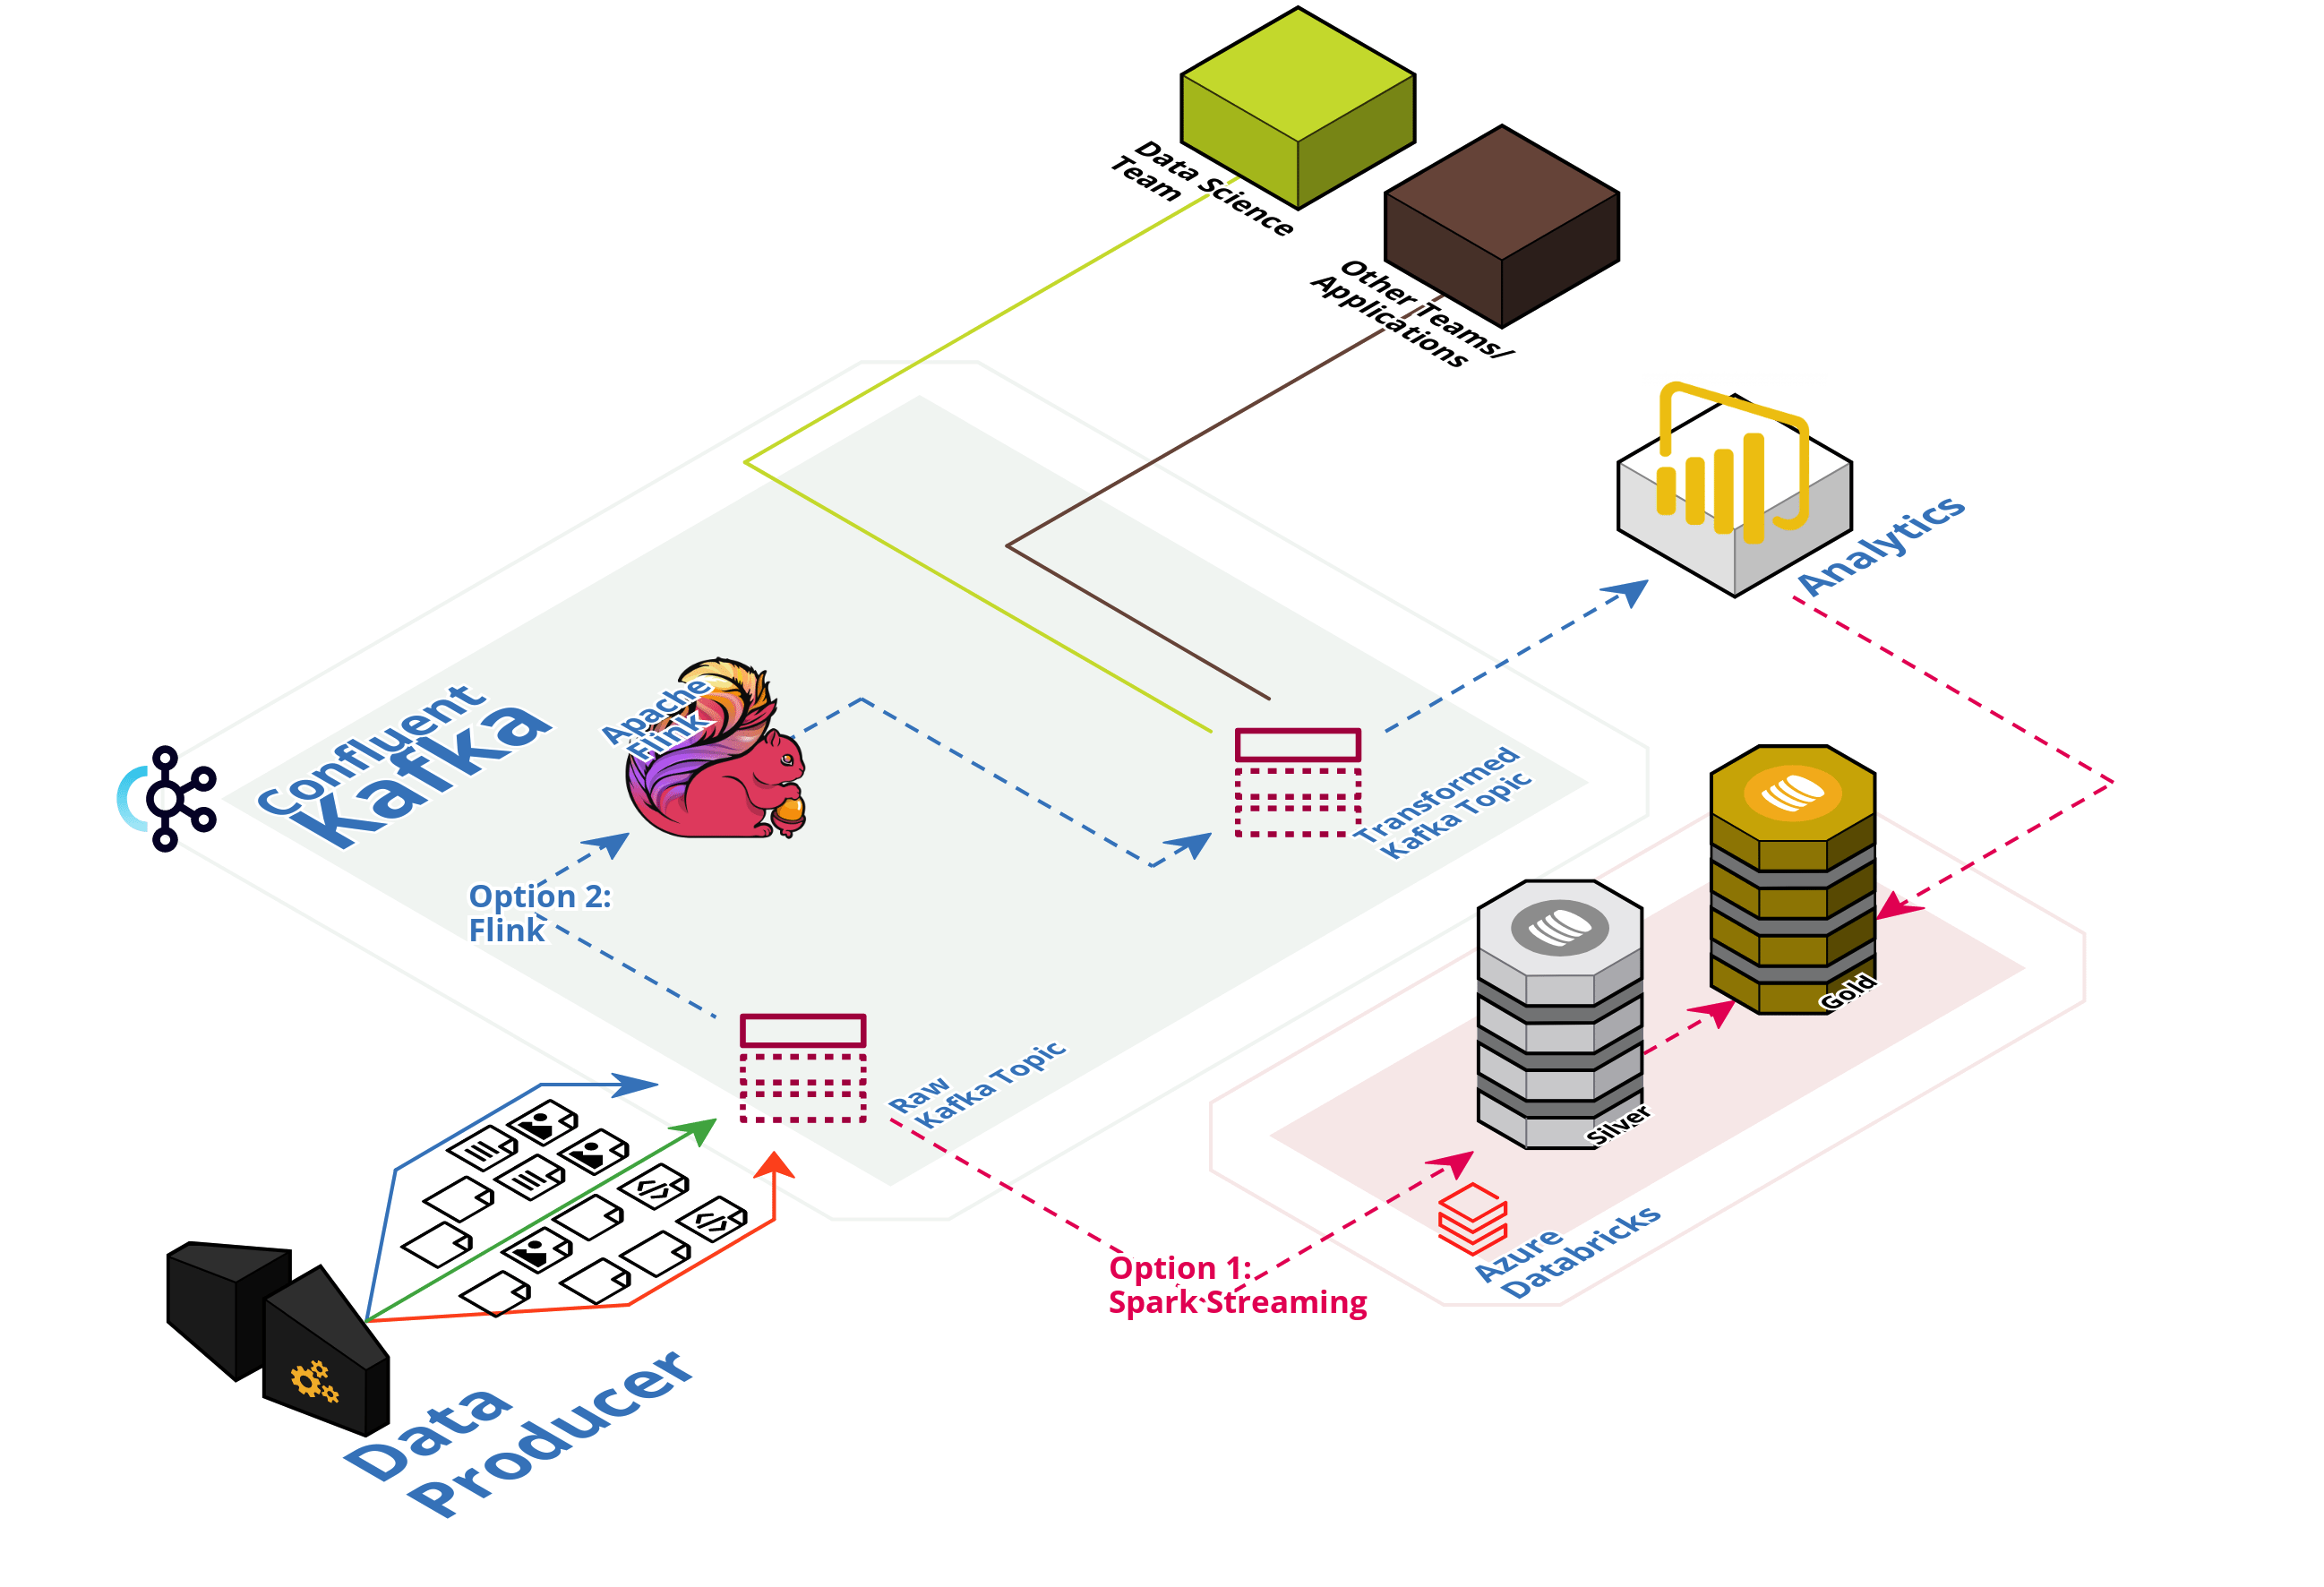 Data Science
Team
Other Teams/
Applications
Analytics
Confluent
Kafka
Apache
Flink
Transformed
Kafka Topic
Option 2:
Flink
Gold
Silver
Raw
Kafka Topic
Azure
Databricks
Option 1:
Spark Streaming
Data
Producer